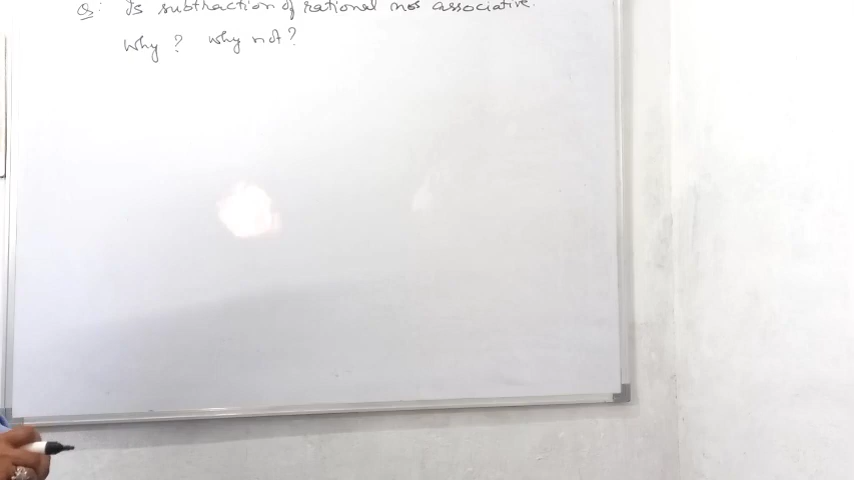 Q: Is subtraction of rational nos associative.
Why? Why not?